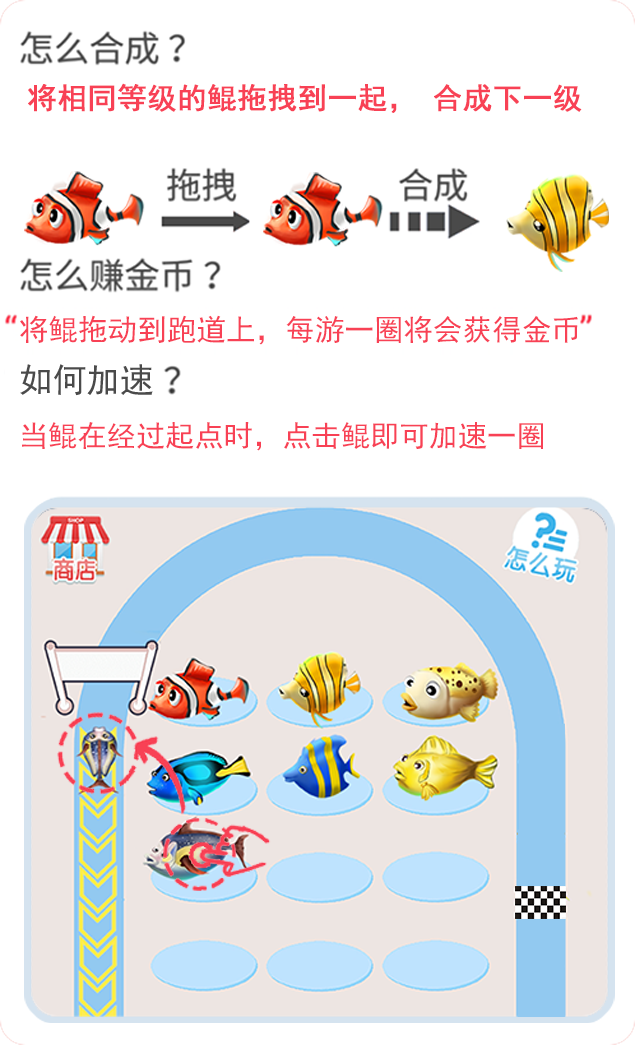 怎么合成？
将相同等级的鲲拖拽到一起， 合成下一级
拖拽
合成
怎么赚金币？
“将鲲拖动到跑道上，每游一圈将会获得金币”
如何加速？
当鲲在经过起点时，点击鲲即可加速一圈
SHOP
商店
?
怎么玩